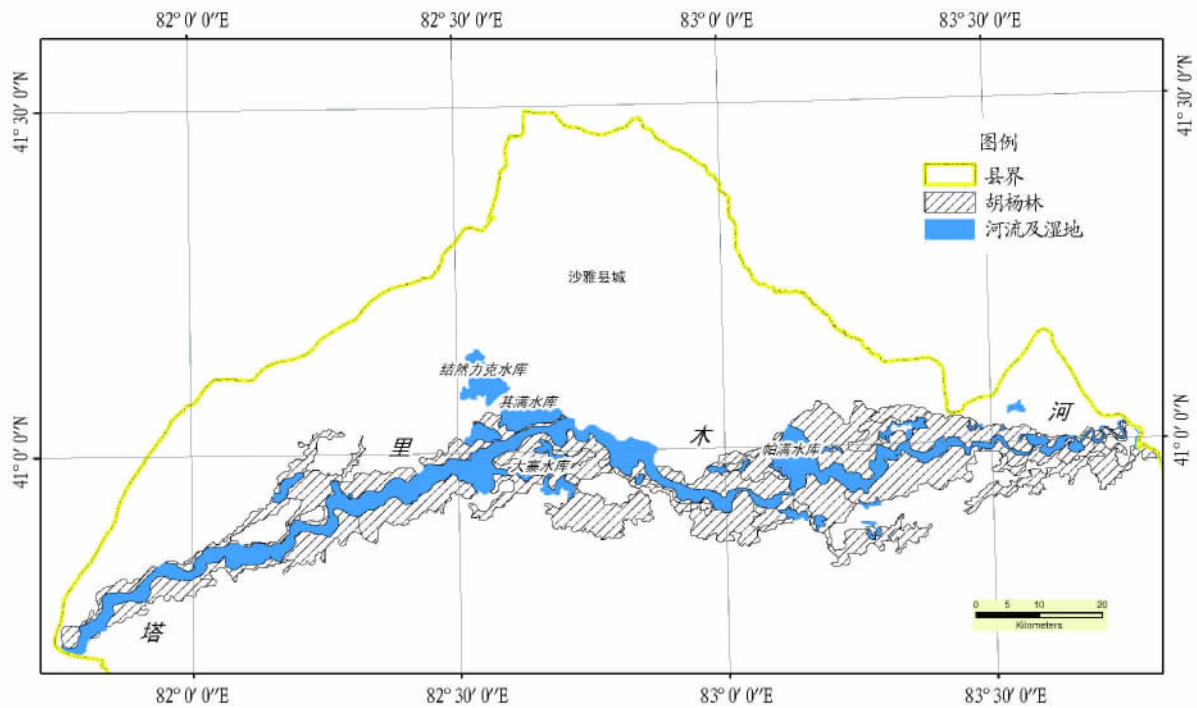 82° 0′ 0″E
82° 30′ 0″E
83° 0′ 0″E
83° 30′ 0″E
41° 30′ 0″N
41° 30′ 0″N
图例
县界
胡杨林
河流及湿地
沙雅县城
结然力克水库
其满水库
河
木
里
帕满水库
41° 0′ 0″N
41° 0′ 0″N
大寨水库
塔
0 5 10 20
Kilometers
82° 0′ 0″E
82° 30′ 0″E
83° 0′ 0″E
83° 30′ 0″E